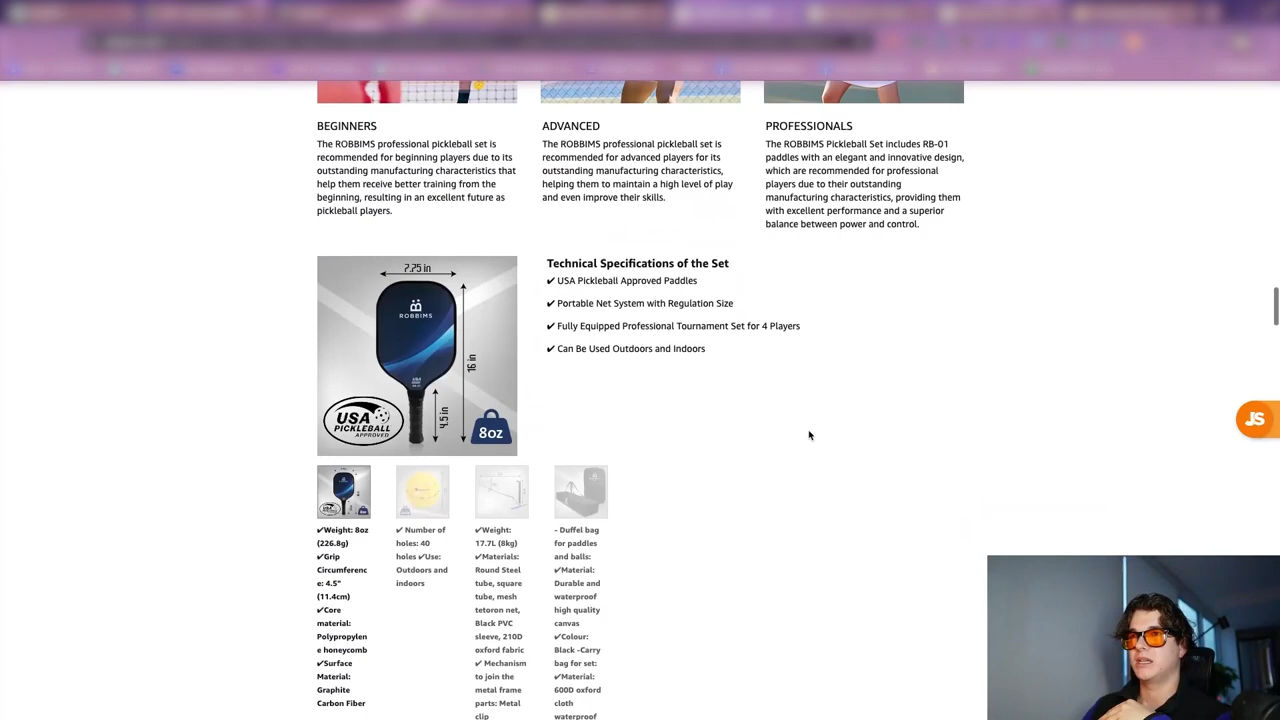 BEGINNERS
The ROBBIMS professional pickleball set is
recommended for beginning players due to its
outstanding manufacturing characteristics that
help them receive better training from the
beginning, resulting in an excellent future as
pickleball players.
ADVANCED
The ROBBIMS professional pickleball set is
recommended for advanced players for its
outstanding manufacturing characteristics,
helping them to maintain a high level of play
and even improve their skills.
PROFESSIONALS
The ROBBIMS Pickleball Set includes RB-01
paddles with an elegant and innovative design,
which are recommended for professional
players due to their outstanding
manufacturing characteristics, providing them
with excellent performance and a superior
balance between power and control.
7.25 in
ROBBIMS
16 in
4.5 in
USA
PICKLEBALL
APPROVED
8oz
Technical Specifications of the Set
✔ USA Pickleball Approved Paddles
✔ Portable Net System with Regulation Size
✔ Fully Equipped Professional Tournament Set for 4 Players
✔ Can Be Used Outdoors and Indoors
JS
✔Weight: 8oz
(226.8g)
✔Grip
Circumferenc
e: 4.5"
(11.4cm)
✔Core
material:
Polypropylen
e honeycomb
✔Surface
Material:
Graphite
Carbon Fiber
✔ Number of
holes: 40
holes ✔Use:
Outdoors and
indoors
✔Weight:
17.7L (8kg)
✔Materials:
Round Steel
tube, square
tube, mesh
tetoron net,
Black PVC
sleeve, 210D
oxford fabric
✔ Mechanism
to join the
metal frame
parts: Metal
clip
- Duffel bag
for paddles
and balls:
✔Material:
Durable and
waterproof
high quality
canvas
✔Colour:
Black -Carry
bag for set:
✔Material:
600D oxford
cloth
waterproof